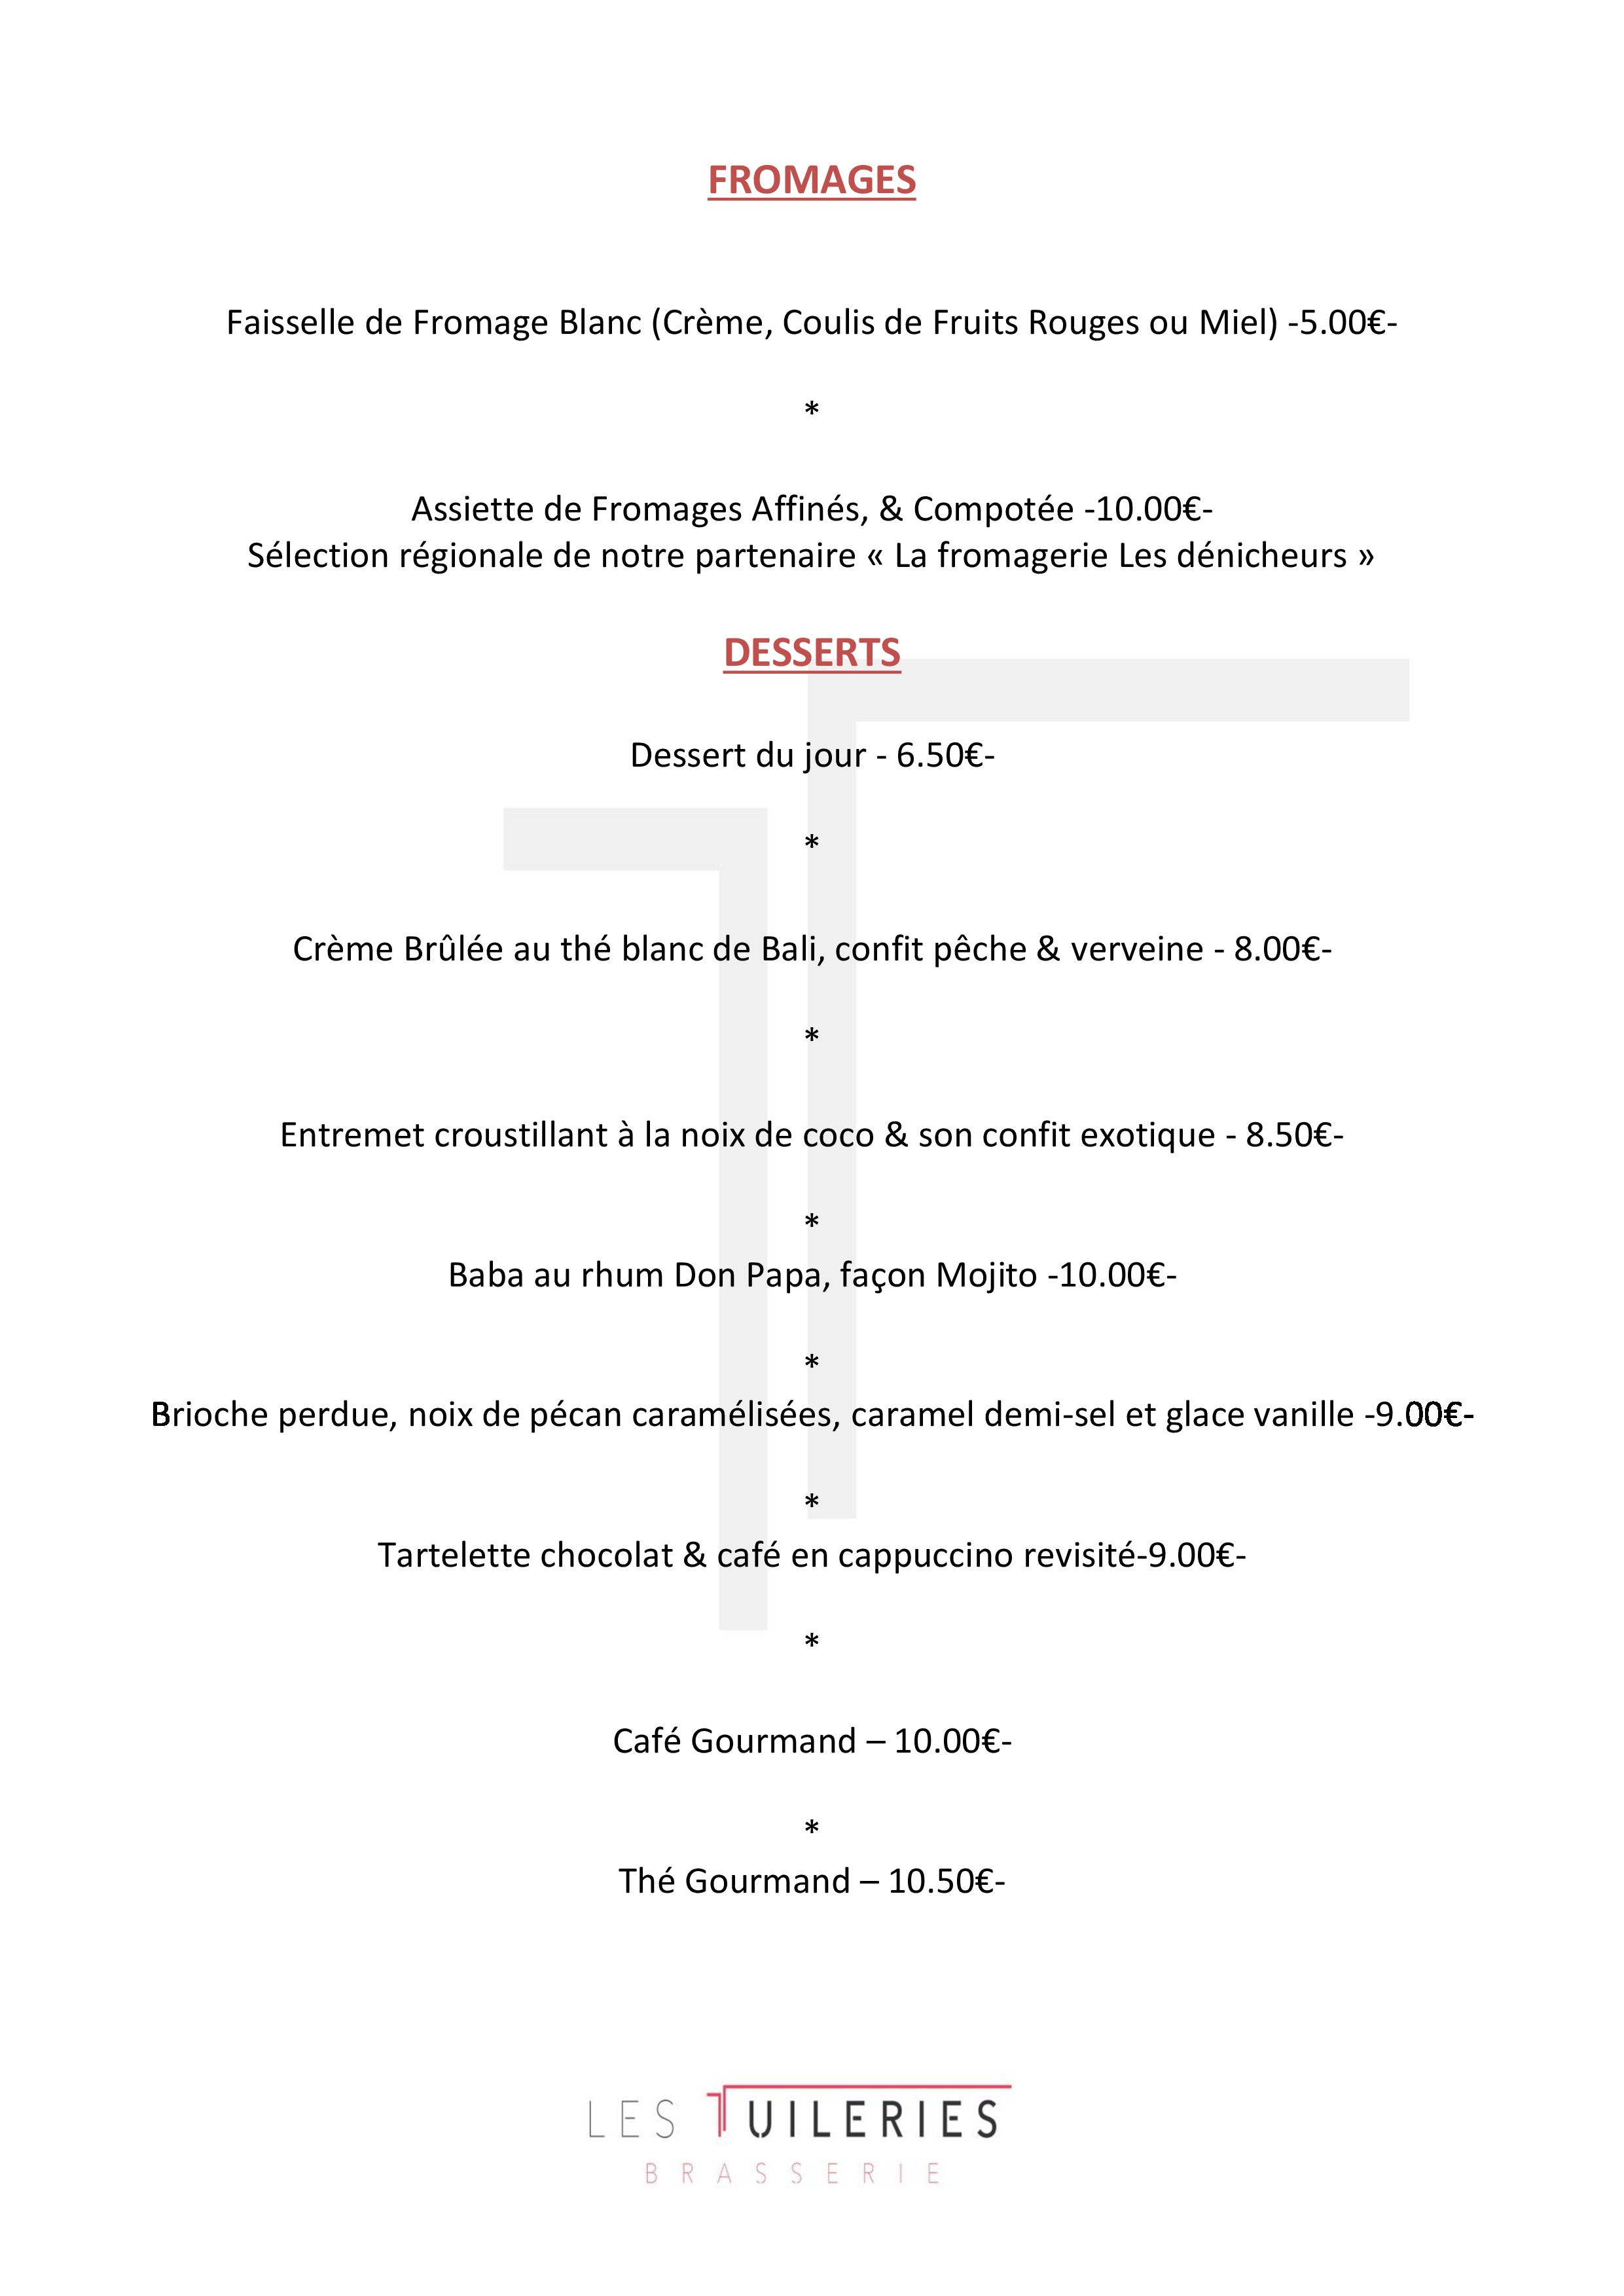 FROMAGES
Faisselle de Fromage Blanc (Crème, Coulis de Fruits Rouges ou Miel) -5.00€-
*
Assiette de Fromages Affinés, & Compotée -10.00€-
Sélection régionale de notre partenaire « La fromagerie Les dénicheurs »
DESSERTS
Dessert du jour - 6.50€-
*
Crème Brûlée au thé blanc de Bali, confit pêche & verveine - 8.00€-
*
Entremet croustillant à la noix de coco & son confit exotique - 8.50€-
*
Baba au rhum Don Papa, façon Mojito -10.00€-
*
Brioche perdue, noix de pécan caramélisées, caramel demi-sel et glace vanille -9.00€-
*
Tartelette chocolat & café en cappuccino revisité-9.00€-
*
Café Gourmand – 10.00€-
*
Thé Gourmand – 10.50€-
LES TUILERIES
BRASSERIE